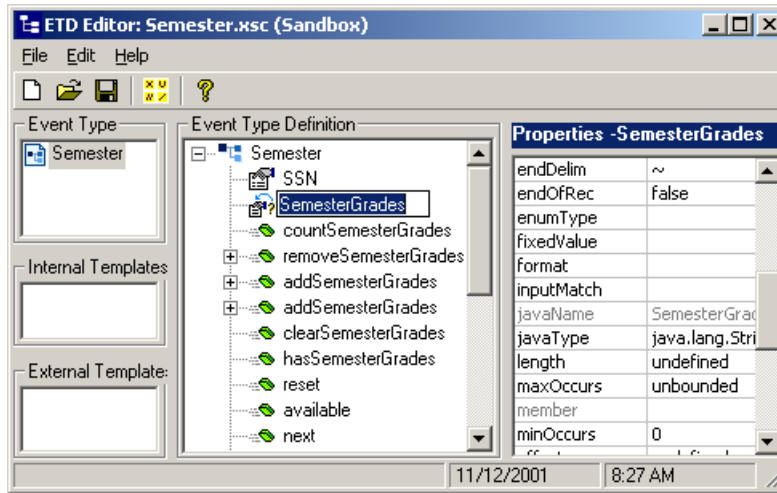 ETD Editor: Semester.xsc (Sandbox)
File Edit Help
Event Type
Semester
Internal Templates
External Template
Event Type Definition
Semester
SSN
SemesterGrades
countSemesterGrades
removeSemesterGrades
addSemesterGrades
addSemesterGrades
clearSemesterGrades
hasSemesterGrades
reset
available
next
Properties -SemesterGrades
endDelim ~
endOfRec false
enumType
fixedValue
format
inputMatch
javaName SemesterGrad
javaType java.lang.Stri
length undefined
maxOccurs unbounded
member
minOccurs 0
11/12/2001 8:27 AM